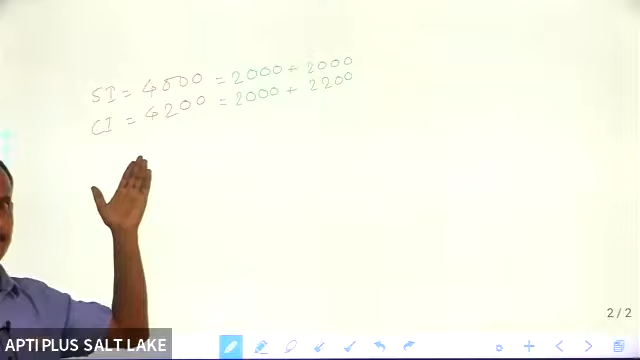 SI = 4000 = 2000 + 2000
CI = 4200 = 2000 + 2200
2 / 2
APTI PLUS SALT LAKE